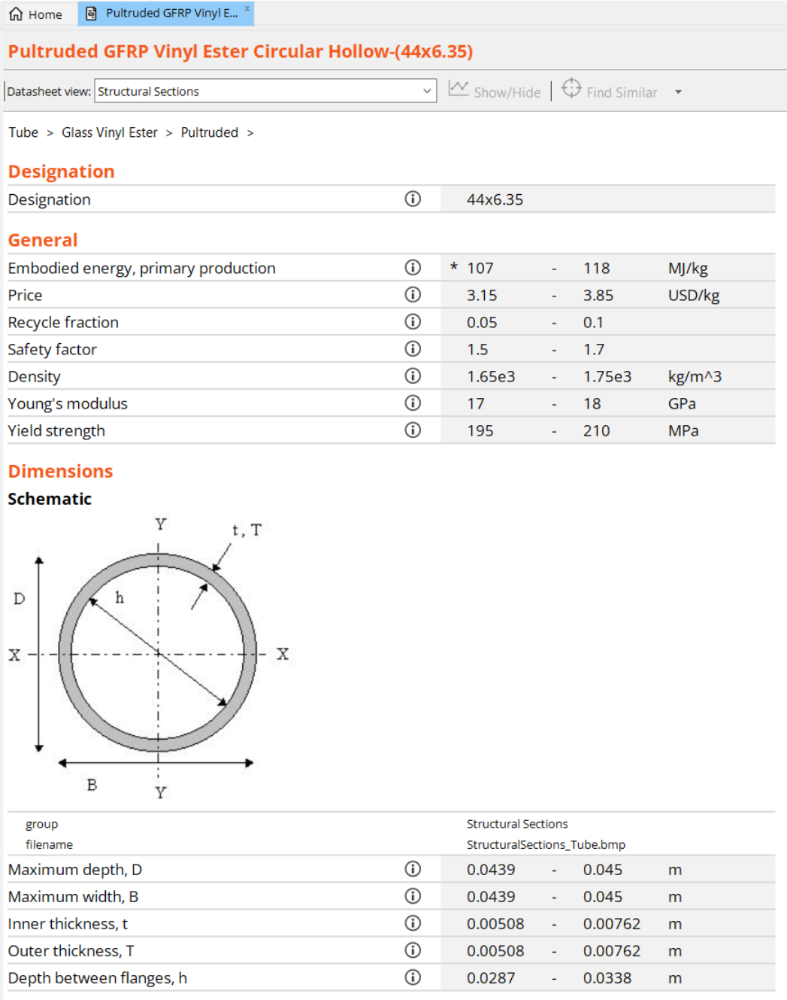 Home Pultruded GFRP Vinyl E... x
Pultruded GFRP Vinyl Ester Circular Hollow-(44x6.35)
Datasheet view: Structural Sections Show/Hide Find Similar
Tube > Glass Vinyl Ester > Pultruded >
Designation
Designation 44x6.35
General
Embodied energy, primary production * 107 - 118 MJ/kg
Price 3.15 - 3.85 USD/kg
Recycle fraction 0.05 - 0.1
Safety factor 1.5 - 1.7
Density 1.65e3 - 1.75e3 kg/m^3
Young's modulus 17 - 18 GPa
Yield strength 195 - 210 MPa
Dimensions
Schematic
Y
t, T
D
h
X X
B
Y
group Structural Sections
filename StructuralSections_Tube.bmp
Maximum depth, D 0.0439 - 0.045 m
Maximum width, B 0.0439 - 0.045 m
Inner thickness, t 0.00508 - 0.00762 m
Outer thickness, T 0.00508 - 0.00762 m
Depth between flanges, h 0.0287 - 0.0338 m